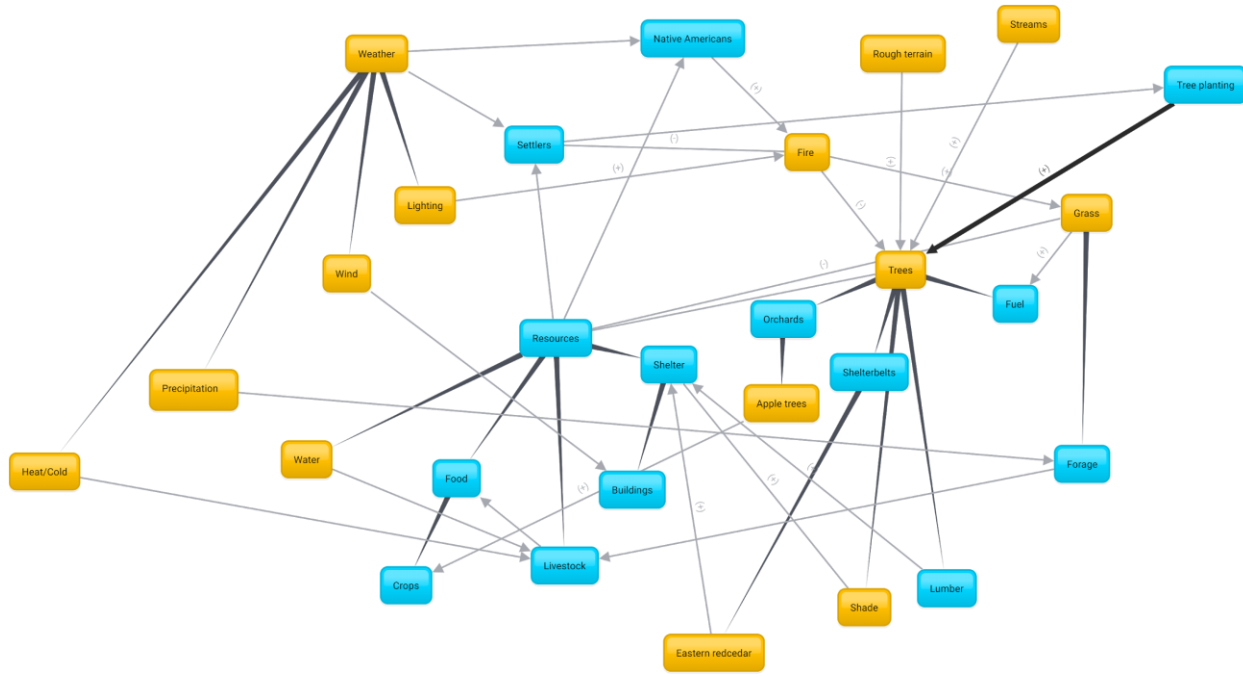 Streams
Native Americans
Weather
Rough terrain
Tree planting
(+)
Settlers
(-)
Fire
(+)
(+)
(+)
(+)
(+)
Lighting
(-)
Grass
(+)
Wind
(-)
Trees
Fuel
Orchards
Resources
Shelter
Shelterbelts
Precipitation
Apple trees
Water
Heat/Cold
Food
Buildings
(+)
(+)
Forage
(+)
Livestock
Crops
Lumber
Shade
Eastern redcedar